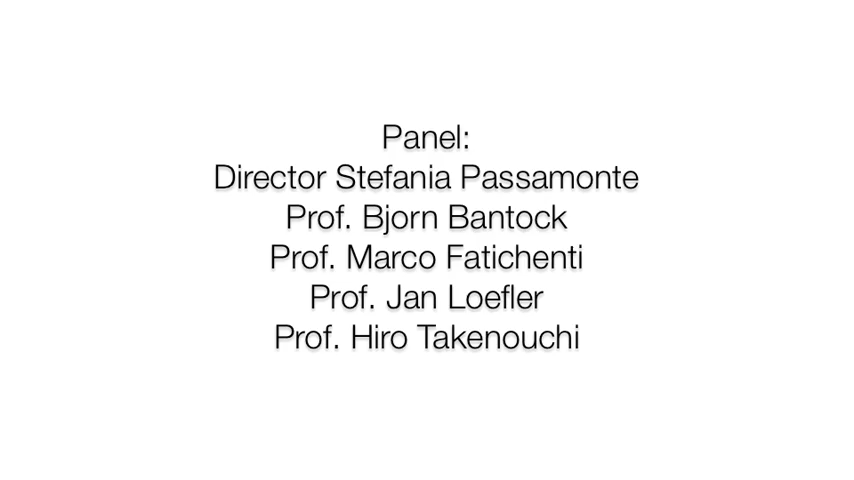 Panel:
Director Stefania Passamonte
Prof. Bjorn Bantock
Prof. Marco Fatichenti
Prof. Jan Loefler
Prof. Hiro Takenouchi